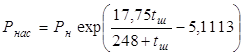 Pнас = Pн exp(17,75tш / 248 + tш − 5,1113)